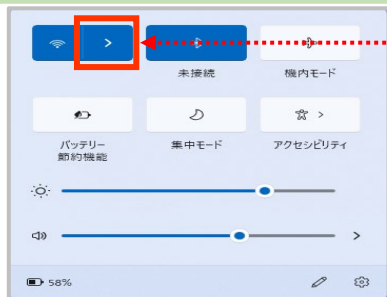 未接続
機内モード
バッテリー
節約機能
集中モード
アクセシビリティ
58%